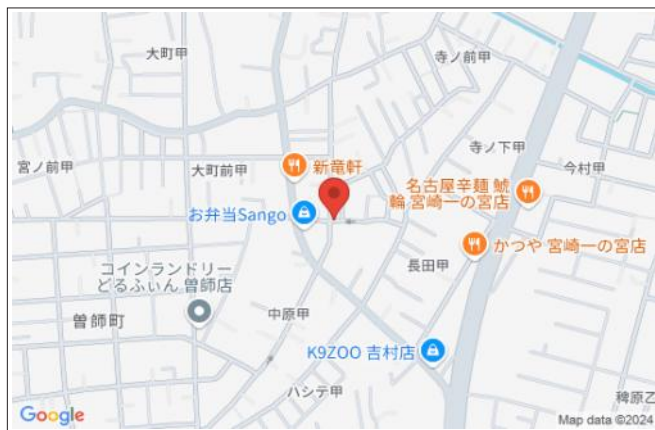 大町甲
寺ノ前甲
宮ノ前甲
大町前甲
新竜軒
寺ノ下甲
今村甲
名古屋辛麺 鯱
輪 宮崎一の宮店
お弁当Sango
かつや 宮崎一の宮店
コインランドリー
どるふぃん 曽師店
長田甲
曽師町
中原甲
K9ZOO 吉村店
ハシテ甲
稗原乙
Google
Map data ©2024